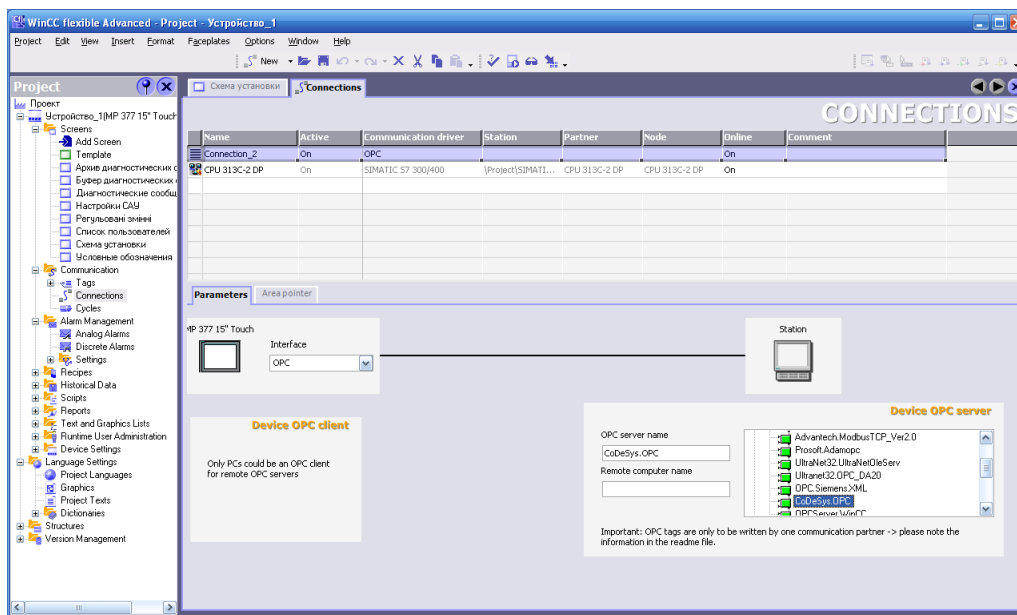 WinCC flexible Advanced - Project - Устройство_1
Project Edit View Insert Format Faceplates Options Window Help
New
Project
Схема установки
Connections
Проект
Устройство_1(MP 377 15" Touch
Screens
Add Screen
Template
Архив диагностических с
Буфер диагностических
Диагностические сообщ
Настройки САУ
Регульовані змінні
Список пользователей
Схема установки
Условные обозначения
Communication
Tags
Connections
Cycles
Alarm Management
Analog Alarms
Discrete Alarms
Settings
Recipes
Historical Data
Scripts
Reports
Text and Graphics Lists
Runtime User Administration
Device Settings
Language Settings
Project Languages
Graphics
Project Texts
Dictionaries
Structures
Version Management
CONNECTIONS
Name Active Communication driver Station Partner Node Online Comment
Connection_2 On OPC On
CPU 313C-2 DP On SIMATIC S7 300/400 \Project\SIMATI... CPU 313C-2 DP CPU 313C-2 DP On
Parameters Area pointer
MP 377 15" Touch
Interface
OPC
Station
Device OPC client
Only PCs could be an OPC client
for remote OPC servers
Device OPC server
OPC server name
CoDeSys.OPC
Remote computer name
Advantech.ModbusTCP_Ver2.0
Prosoft.Adamopc
UltraNet32.UltraNetOleServ
Ultranet32.OPC_DA20
OPC.Siemens.XML
CoDeSys.OPC
OPCServer.WinCC
Important: OPC tags are only to be written by one communication partner -> please note the
information in the readme file.